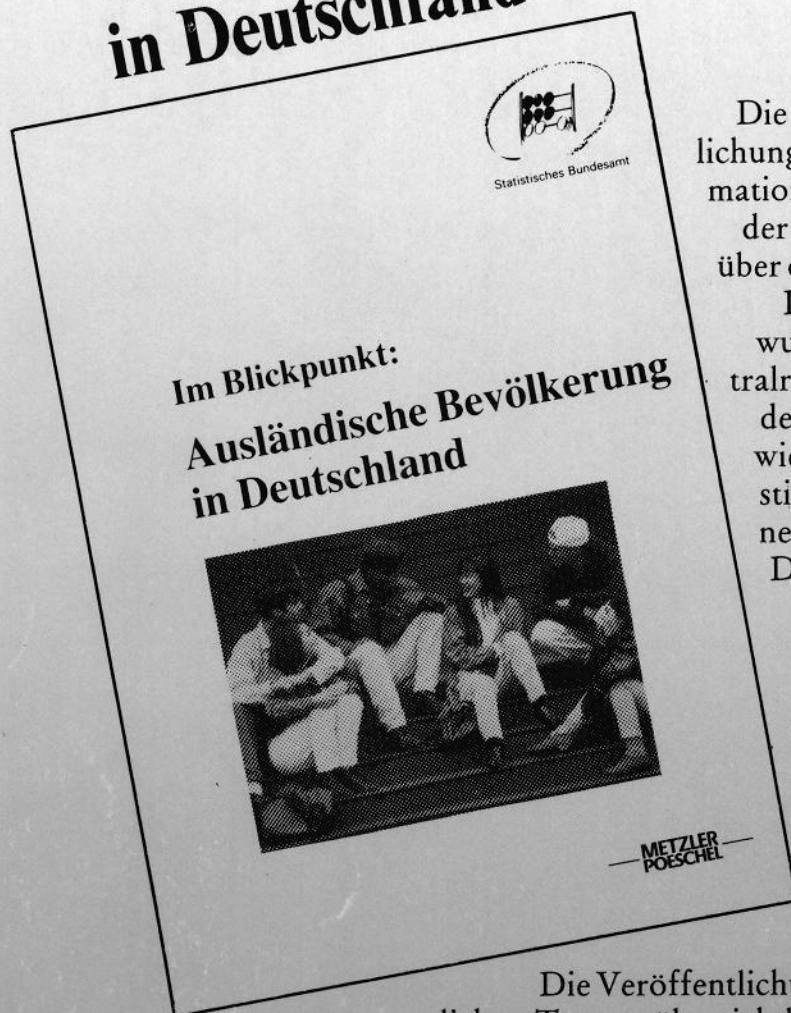 in Deutschland
Statistisches Bundesamt
Im Blickpunkt:
Ausländische Bevölkerung
in Deutschland
METZLER
POESCHEL
Die
lichung
der
über
wu
tralr
de
wie
sti
ne
D
Die Veröffentlich